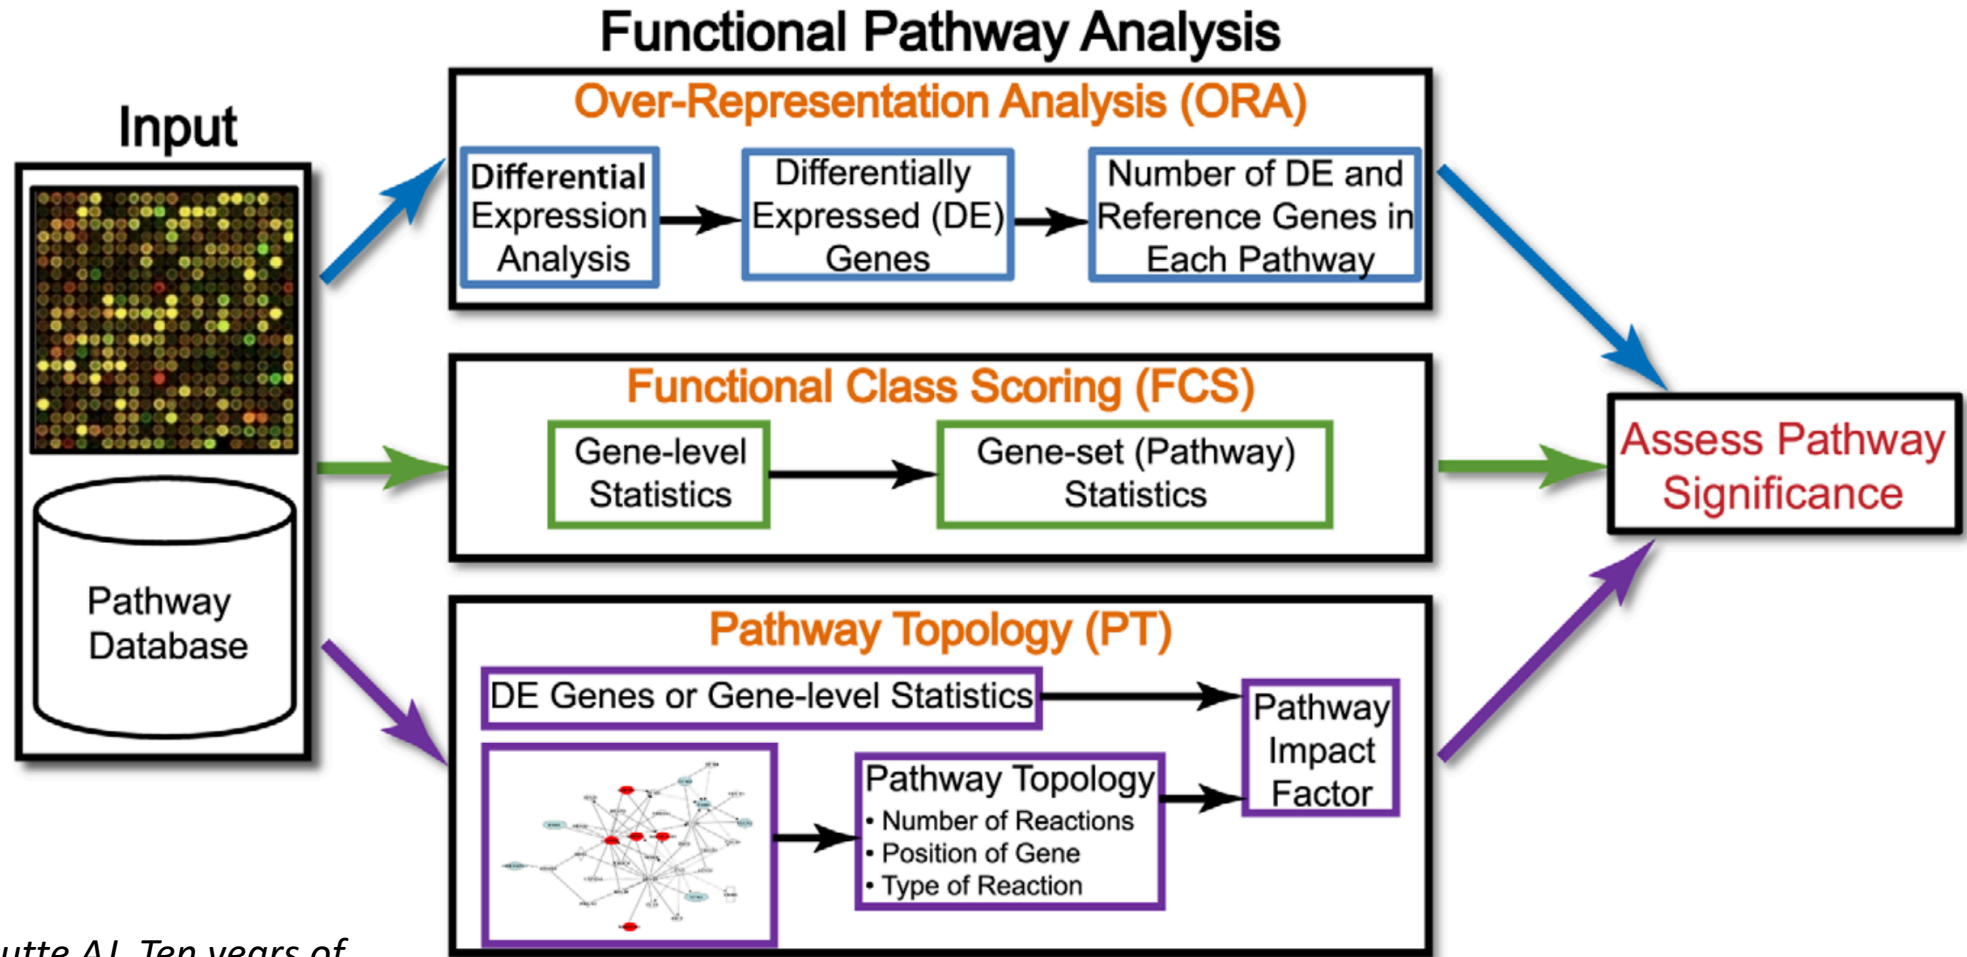 Functional Pathway Analysis
Input
Pathway
Database
Over-Representation Analysis (ORA)
Differential
Expression
Analysis
Differentially
Expressed (DE)
Genes
Number of DE and
Reference Genes in
Each Pathway
Functional Class Scoring (FCS)
Gene-level
Statistics
Gene-set (Pathway)
Statistics
Pathway Topology (PT)
DE Genes or Gene-level Statistics
Pathway Topology
• Number of Reactions
• Position of Gene
• Type of Reaction
Pathway
Impact
Factor
Assess Pathway
Significance
Ten years of